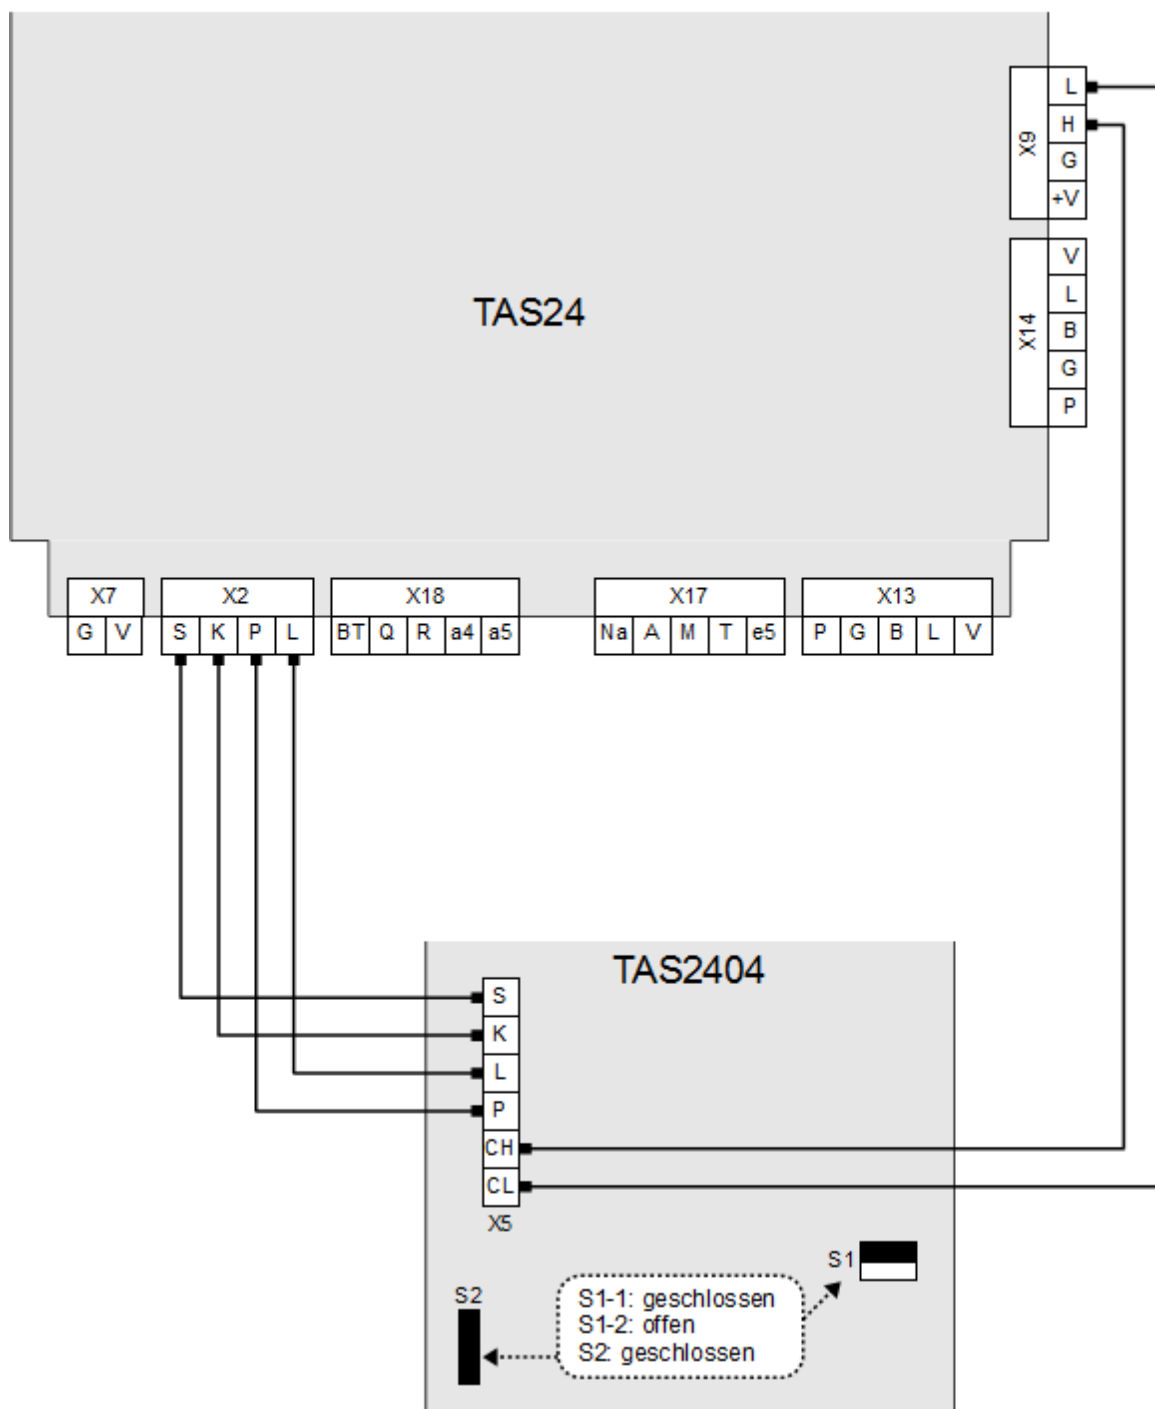 L
H
X9
G
+V
V
L
TAS24
X14
B
G
P
X7 X2 X18 X17 X13
G V S K P L BT Q R a4 a5 Na A M T e5 P G B L V
TAS2404
S
K
L
P
CH
CL
X5
S1
S2
S1-1: geschlossen
S1-2: offen
S2: geschlossen